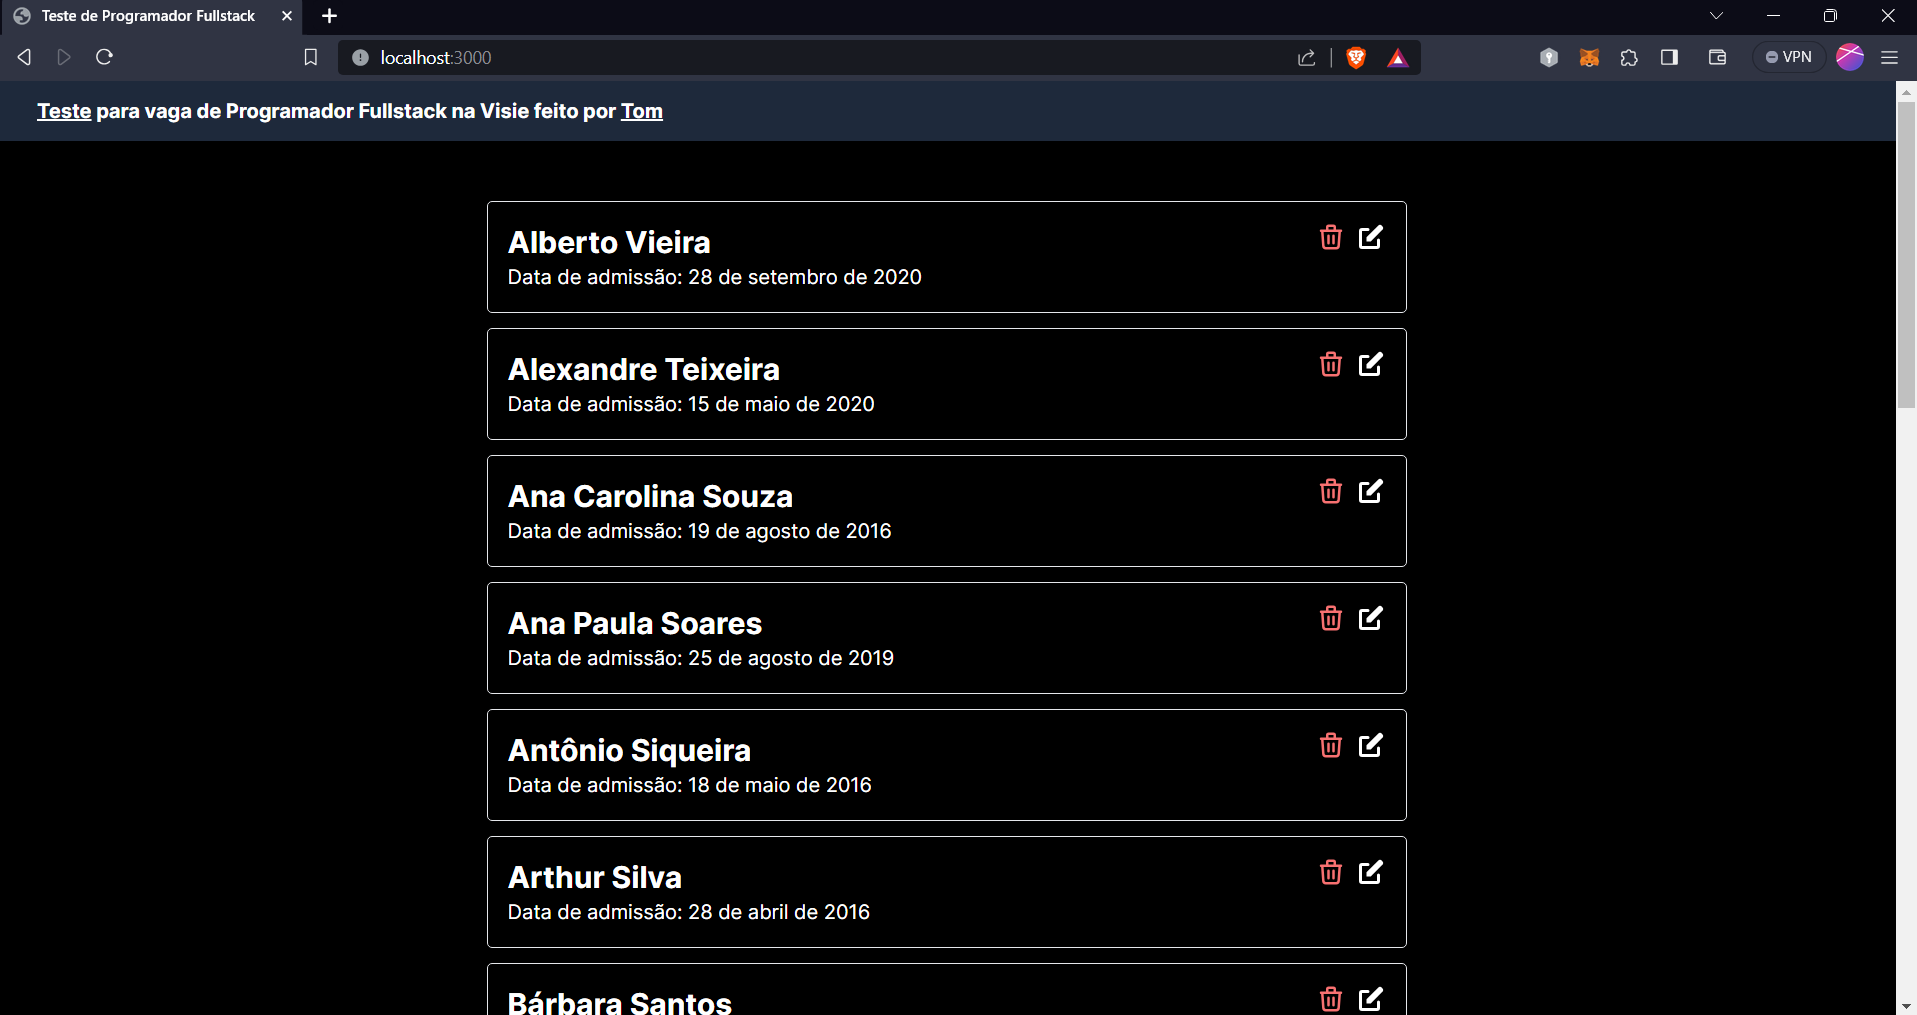 Teste de Programador Fullstack
localhost:3000
VPN
Teste para vaga de Programador Fullstack na Visie feito por Tom
Alberto Vieira
Data de admissão: 28 de setembro de 2020
Alexandre Teixeira
Data de admissão: 15 de maio de 2020
Ana Carolina Souza
Data de admissão: 19 de agosto de 2016
Ana Paula Soares
Data de admissão: 25 de agosto de 2019
Antônio Siqueira
Data de admissão: 18 de maio de 2016
Arthur Silva
Data de admissão: 28 de abril de 2016
Bárbara Santos